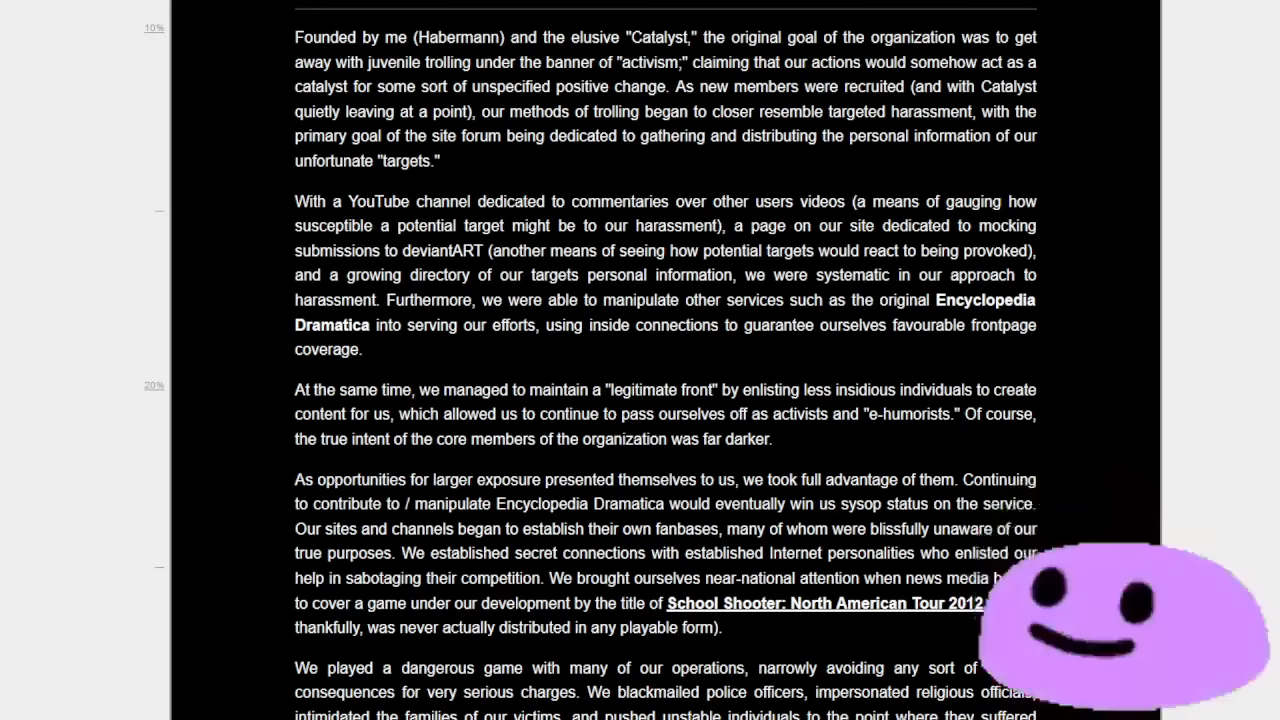 10%
Founded by me (Habermann) and the elusive "Catalyst," the original goal of the organization was to get
away with juvenile trolling under the banner of "activism;" claiming that our actions would somehow act as a
catalyst for some sort of unspecified positive change. As new members were recruited (and with Catalyst
quietly leaving at a point), our methods of trolling began to closer resemble targeted harassment, with the
primary goal of the site forum being dedicated to gathering and distributing the personal information of our
unfortunate "targets."
With a YouTube channel dedicated to commentaries over other users videos (a means of gauging how
susceptible a potential target might be to our harassment), a page on our site dedicated to mocking
submissions to deviantART (another means of seeing how potential targets would react to being provoked),
and a growing directory of our targets personal information, we were systematic in our approach to
harassment. Furthermore, we were able to manipulate other services such as the original Encyclopedia
Dramatica into serving our efforts, using inside connections to guarantee ourselves favourable frontpage
coverage.
20%
At the same time, we managed to maintain a "legitimate front" by enlisting less insidious individuals to create
content for us, which allowed us to continue to pass ourselves off as activists and "e-humorists." Of course,
the true intent of the core members of the organization was far darker.
As opportunities for larger exposure presented themselves to us, we took full advantage of them. Continuing
to contribute to / manipulate Encyclopedia Dramatica would eventually win us sysop status on the service.
Our sites and channels began to establish their own fanbases, many of whom were blissfully unaware of our
true purposes. We established secret connections with established Internet personalities who enlisted our
help in sabotaging their competition. We brought ourselves near-national attention when news media
to cover a game under our development by the title of School Shooter: North American Tour 2012
thankfully, was never actually distributed in any playable form).
We played a dangerous game with many of our operations, narrowly avoiding any sort of
consequences for very serious charges. We blackmailed police officers, impersonated religious officials,
intimidated the families of our victims, and pushed unstable individuals to the point where they suffered